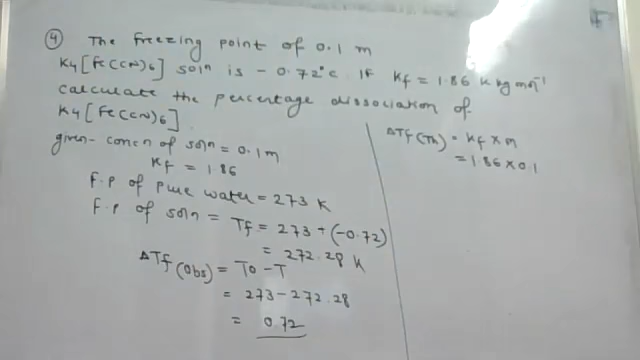 ④ The freezing point of 0.1 m
K4[Fe(CN)6] soln is -0.72°C. If Kf = 1.86 K kg mol⁻¹
calculate the percentage dissociation of
K4[Fe(CN)6]
given- concn of soln = 0.1m
Kf = 1.86
f.p of pure water = 273 K
f.p of soln = Tf = 273 + (-0.72)
= 272.28 K
ΔTf (obs) = To - T
= 273 - 272.28
= 0.72
ΔTf (Th) = Kf × m
= 1.86 × 0.1